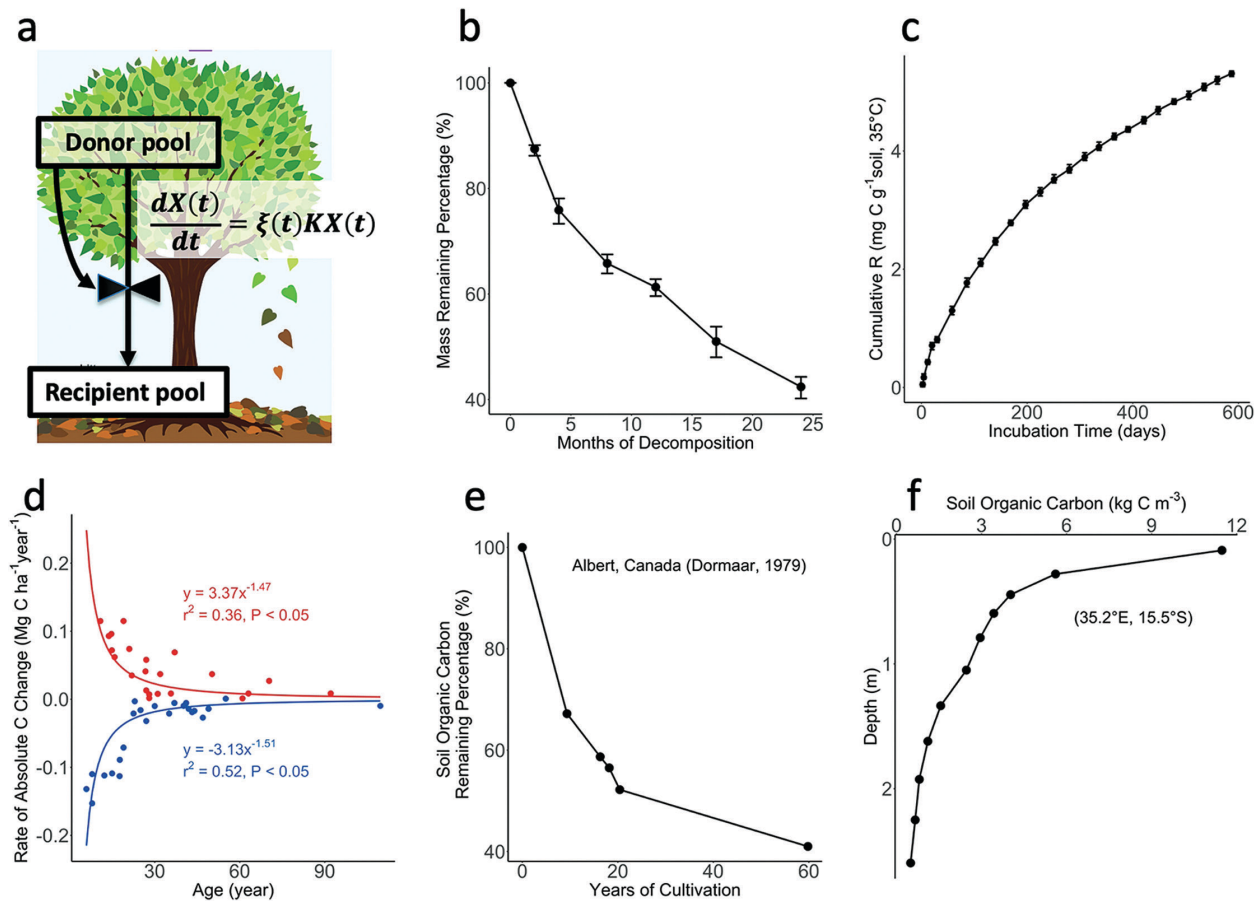 a
Donor pool
dX(t)
dt
= ξ(t)KX(t)
Recipient pool
b
Mass Remaining Percentage (%)
100
80
60
40
0 5 10 15 20 25
Months of Decomposition
c
Cumulative R (mg C g⁻¹soil, 35°C)
4
2
0
0 200 400 600
Incubation Time (days)
d
Rate of Absolute C Change (Mg C ha⁻¹year⁻¹)
0.2
0.1
0.0
-0.1
-0.2
y = 3.37x⁻¹·⁴⁷
r² = 0.36, P < 0.05
y = -3.13x⁻¹·⁵¹
r² = 0.52, P < 0.05
30 60 90
Age (year)
e
Soil Organic Carbon
Remaining Percentage (%)
100
80
60
40
Albert, Canada (Dormaar, 1979)
0 20 40 60
Years of Cultivation
f
Soil Organic Carbon (kg C m⁻³)
0 3 6 9 12
0
1
2
Depth (m)
(35.2°E, 15.5°S)